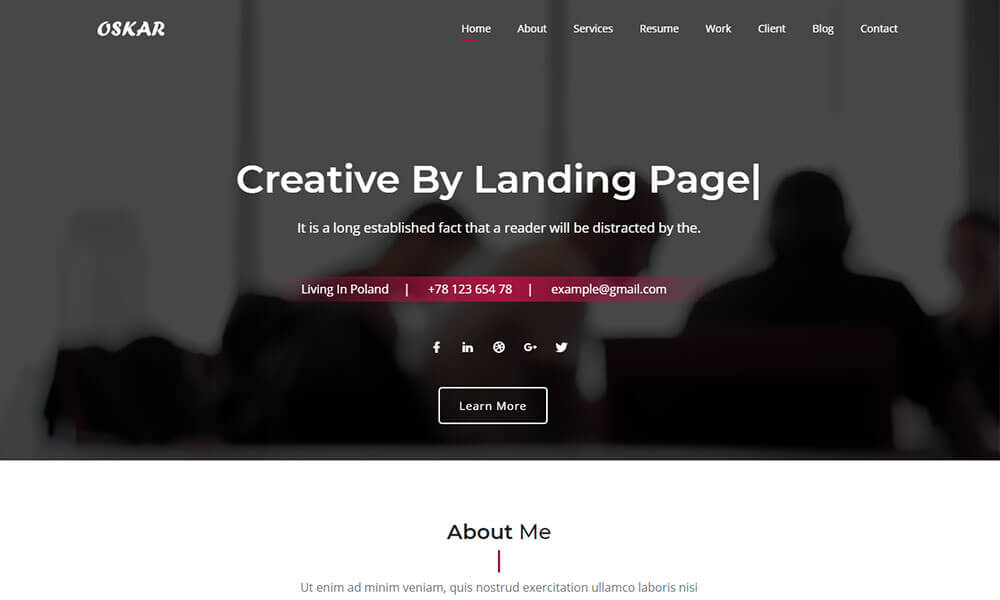 OSKAR
Home About Services Resume Work Client Blog Contact
Creative By Landing Page|
It is a long established fact that a reader will be distracted by the.
Living In Poland | +78 123 654 78 | example@gmail.com
Learn More
About Me
Ut enim ad minim veniam, quis nostrud exercitation ullamco laboris nisi